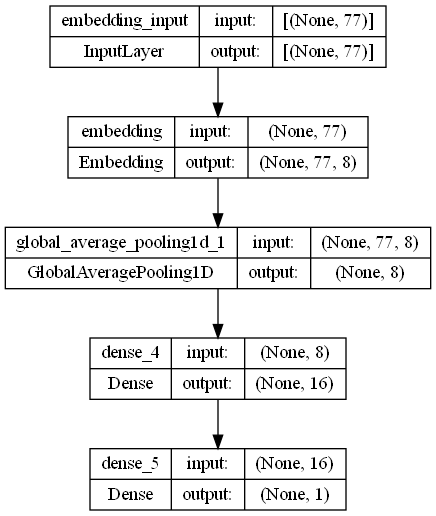 embedding_input input: [(None, 77)]
InputLayer output: [(None, 77)]
embedding input: (None, 77)
Embedding output: (None, 77, 8)
global_average_pooling1d_1 input: (None, 77, 8)
GlobalAveragePooling1D output: (None, 8)
dense_4 input: (None, 8)
Dense output: (None, 16)
dense_5 input: (None, 16)
Dense output: (None, 1)